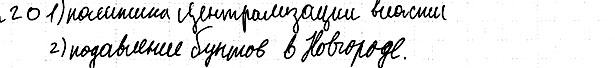 20 1) политика централизации власти
2) подавление бунтов в Новгороде.